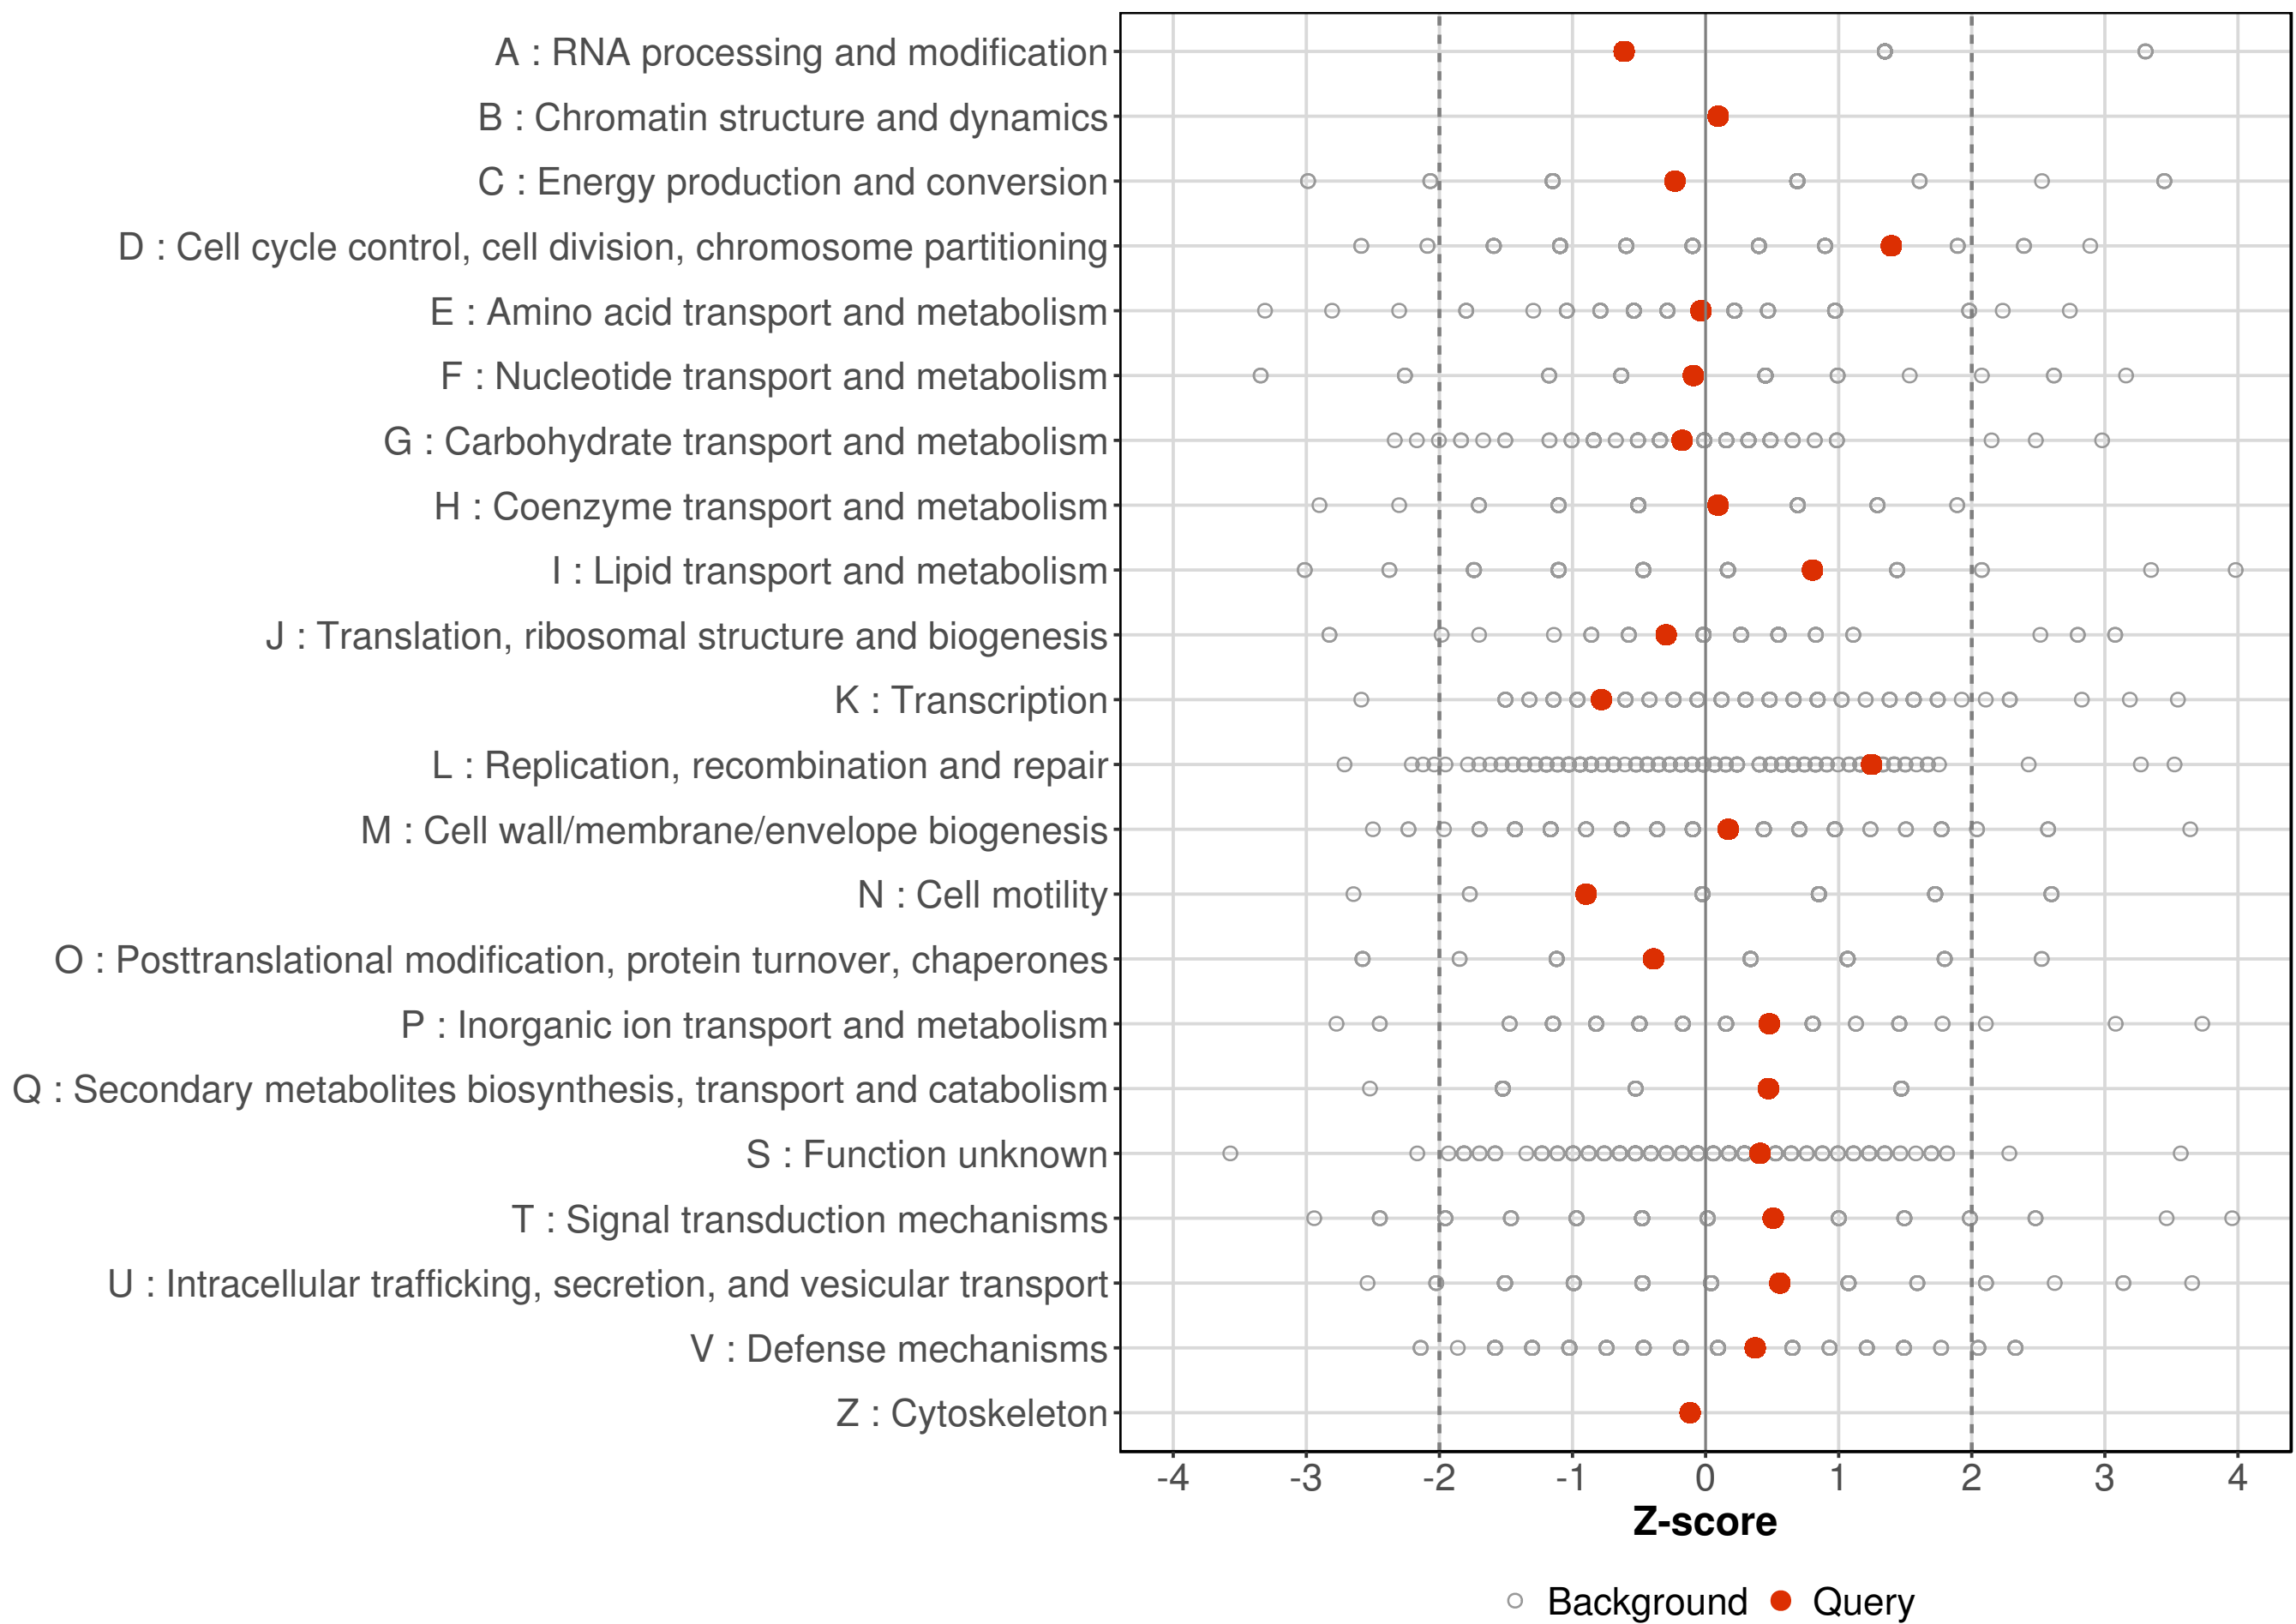 A : RNA processing and modification
B : Chromatin structure and dynamics
C : Energy production and conversion
D : Cell cycle control, cell division, chromosome partitioning
E : Amino acid transport and metabolism
F : Nucleotide transport and metabolism
G : Carbohydrate transport and metabolism
H : Coenzyme transport and metabolism
I : Lipid transport and metabolism
J : Translation, ribosomal structure and biogenesis
K : Transcription
L : Replication, recombination and repair
M : Cell wall/membrane/envelope biogenesis
N : Cell motility
O : Posttranslational modification, protein turnover, chaperones
P : Inorganic ion transport and metabolism
Q : Secondary metabolites biosynthesis, transport and catabolism
S : Function unknown
T : Signal transduction mechanisms
U : Intracellular trafficking, secretion, and vesicular transport
V : Defense mechanisms
Z : Cytoskeleton
-4 -3 -2 -1 0 1 2 3 4
Z-score
Background Query